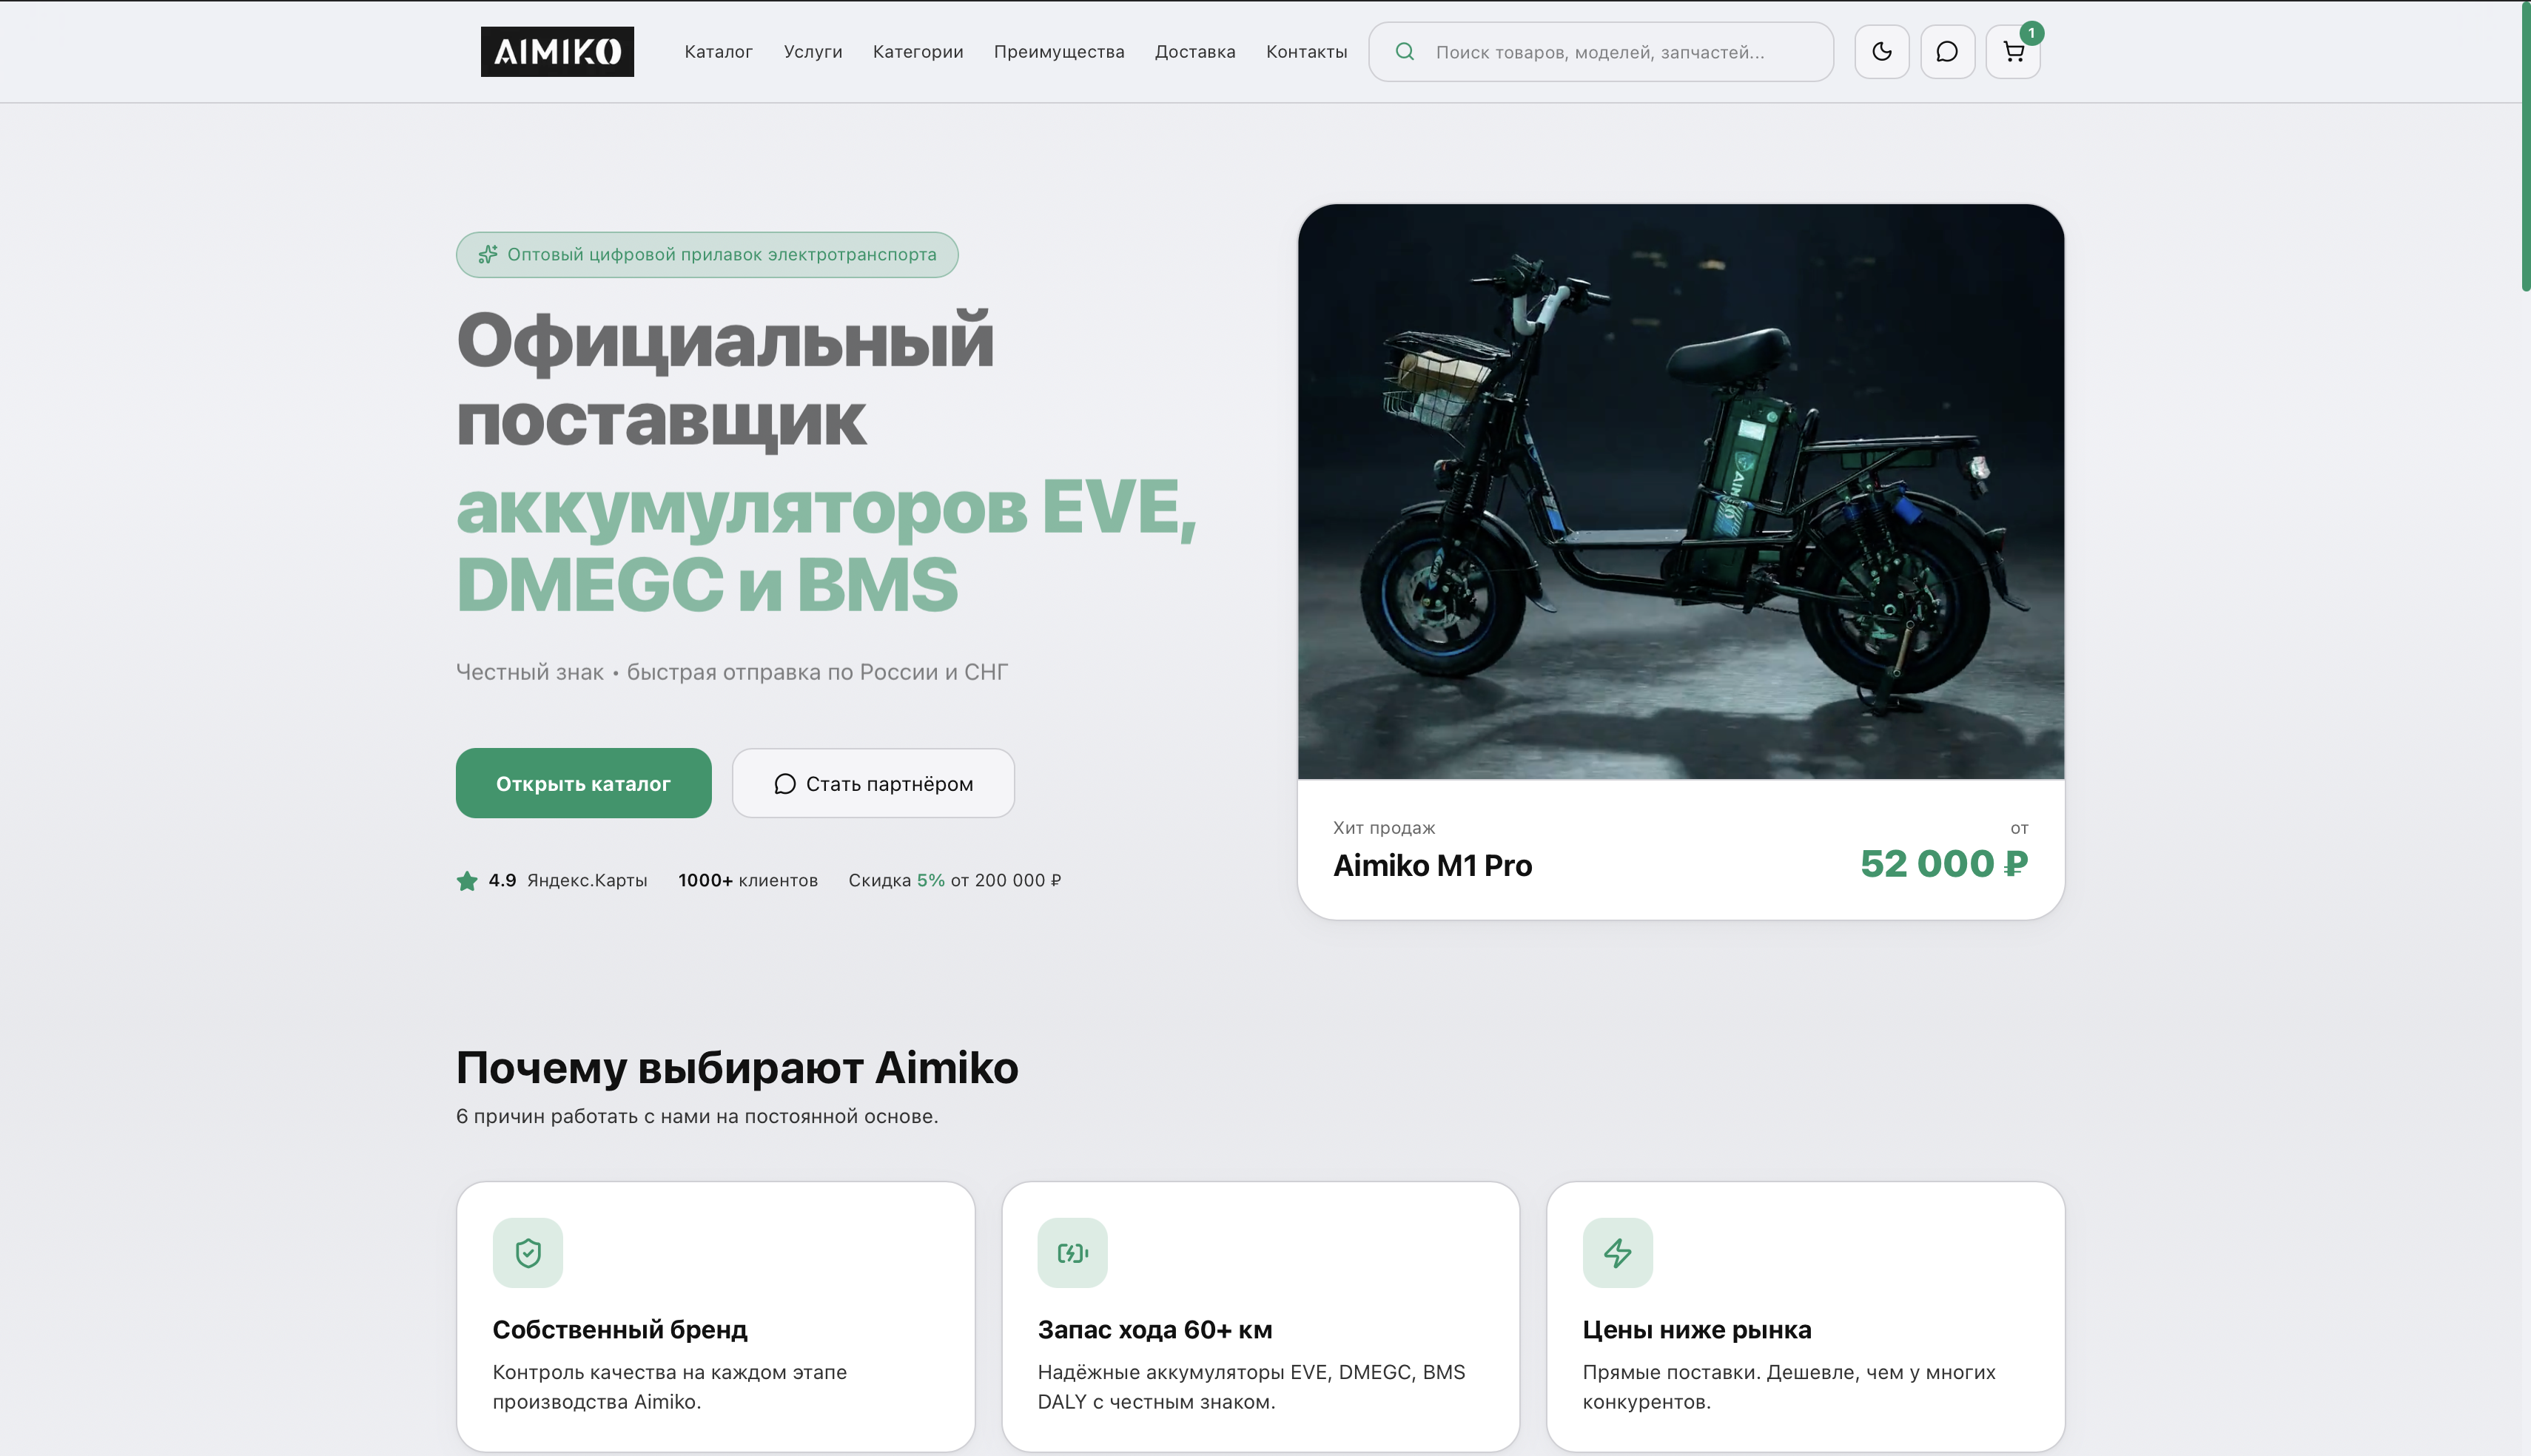 AIMIKO
Каталог
Услуги
Категории
Преимущества
Доставка
Контакты
Поиск товаров, моделей, запчастей...
1
Оптовый цифровой прилавок электротранспорта
Официальный
поставщик
аккумуляторов EVE,
DMEGC и BMS
Честный знак • быстрая отправка по России и СНГ
Открыть каталог
Стать партнёром
4.9 Яндекс.Карты
1000+ клиентов
Скидка 5% от 200 000 ₽
AIMIKO
Хит продаж
Aimiko M1 Pro
от
52 000 ₽
Почему выбирают Aimiko
6 причин работать с нами на постоянной основе.
Собственный бренд
Контроль качества на каждом этапе
производства Aimiko.
Запас хода 60+ км
Надёжные аккумуляторы EVE, DMEGC, BMS
DALY с честным знаком.
Цены ниже рынка
Прямые поставки. Дешевле, чем у многих
конкурентов.